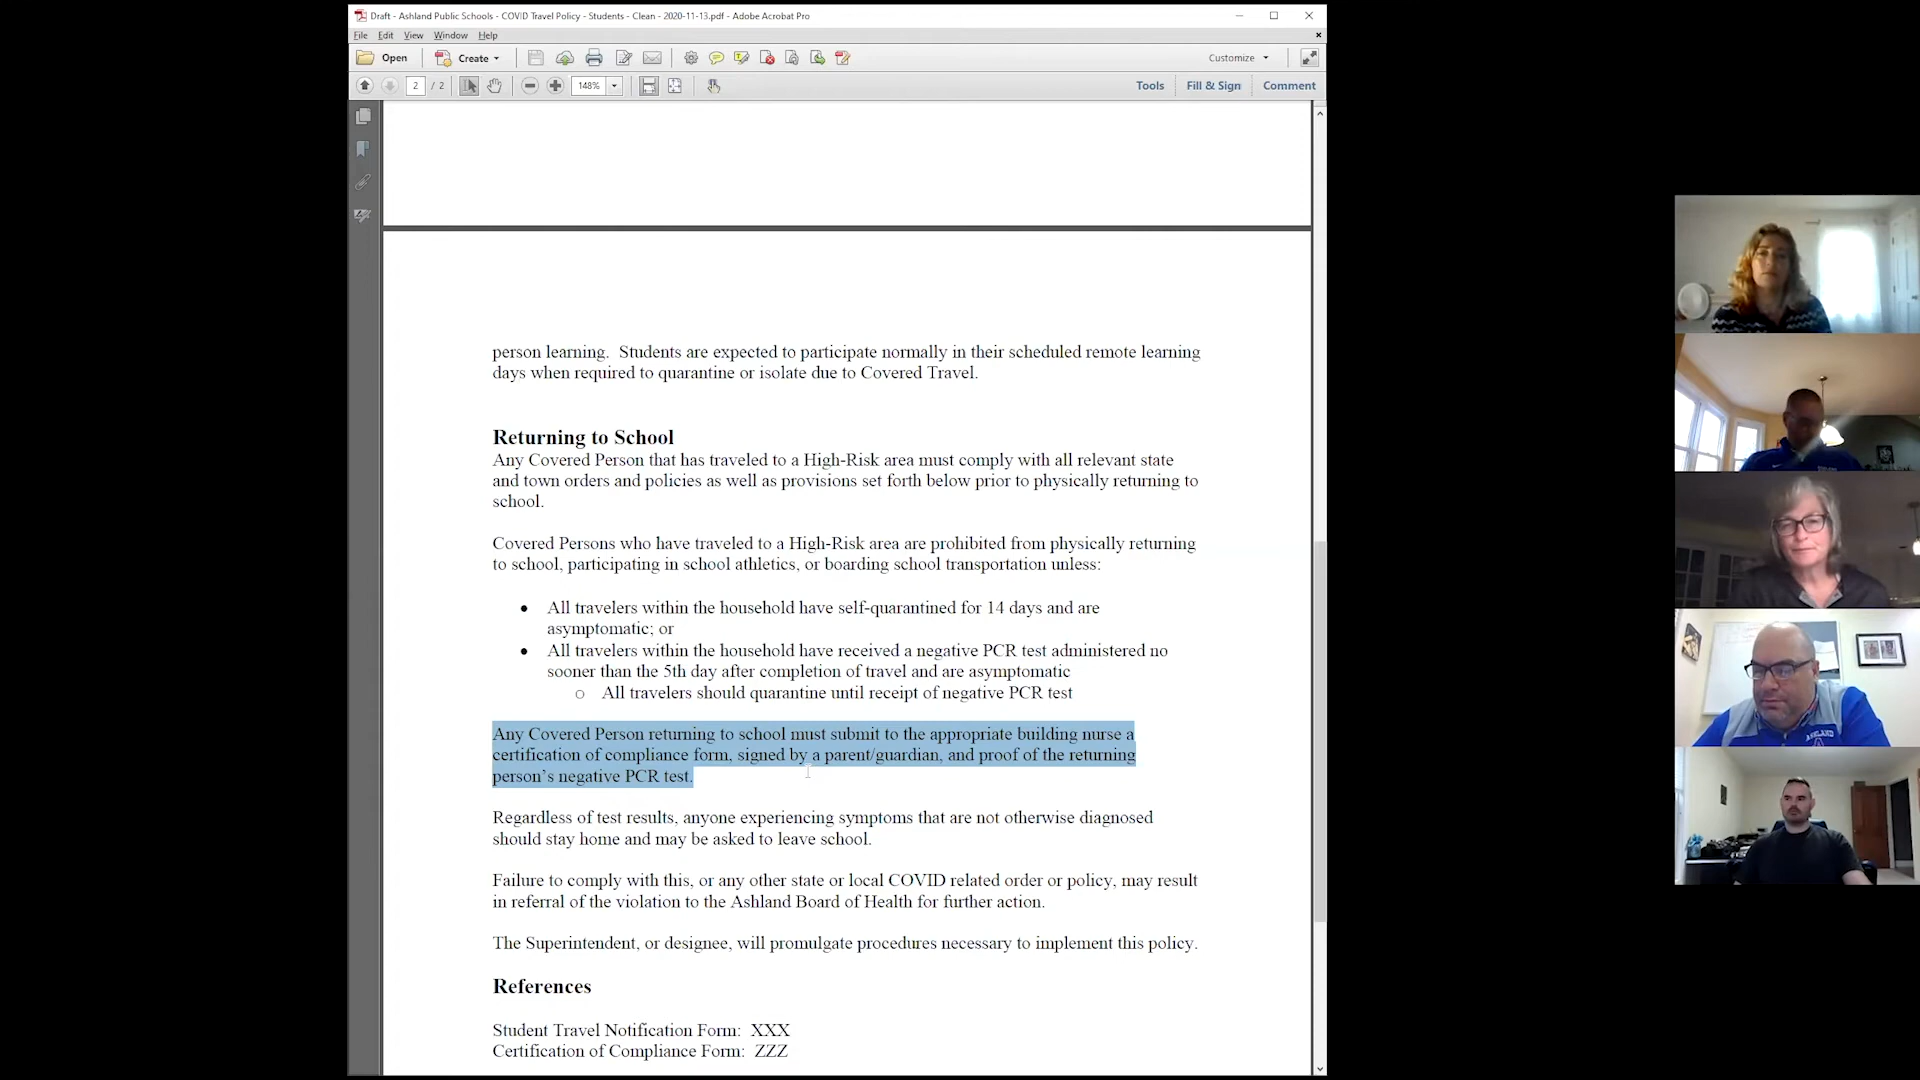 Draft - Ashland Public Schools - COVID Travel Policy - Students - Clean - 2020-11-13.pdf - Adobe Acrobat Pro
File Edit View Window Help
Open Create Customize
2 / 2 148% Tools Fill & Sign Comment
person learning. Students are expected to participate normally in their scheduled remote learning
days when required to quarantine or isolate due to Covered Travel.
Returning to School
Any Covered Person that has traveled to a High-Risk area must comply with all relevant state
and town orders and policies as well as provisions set forth below prior to physically returning to
school.
Covered Persons who have traveled to a High-Risk area are prohibited from physically returning
to school, participating in school athletics, or boarding school transportation unless:
• All travelers within the household have self-quarantined for 14 days and are
asymptomatic; or
• All travelers within the household have received a negative PCR test administered no
sooner than the 5th day after completion of travel and are asymptomatic
o All travelers should quarantine until receipt of negative PCR test
Any Covered Person returning to school must submit to the appropriate building nurse a
certification of compliance form, signed by a parent/guardian, and proof of the returning
person’s negative PCR test.
Regardless of test results, anyone experiencing symptoms that are not otherwise diagnosed
should stay home and may be asked to leave school.
Failure to comply with this, or any other state or local COVID related order or policy, may result
in referral of the violation to the Ashland Board of Health for further action.
The Superintendent, or designee, will promulgate procedures necessary to implement this policy.
References
Student Travel Notification Form: XXX
Certification of Compliance Form: ZZZ
ASHLAND